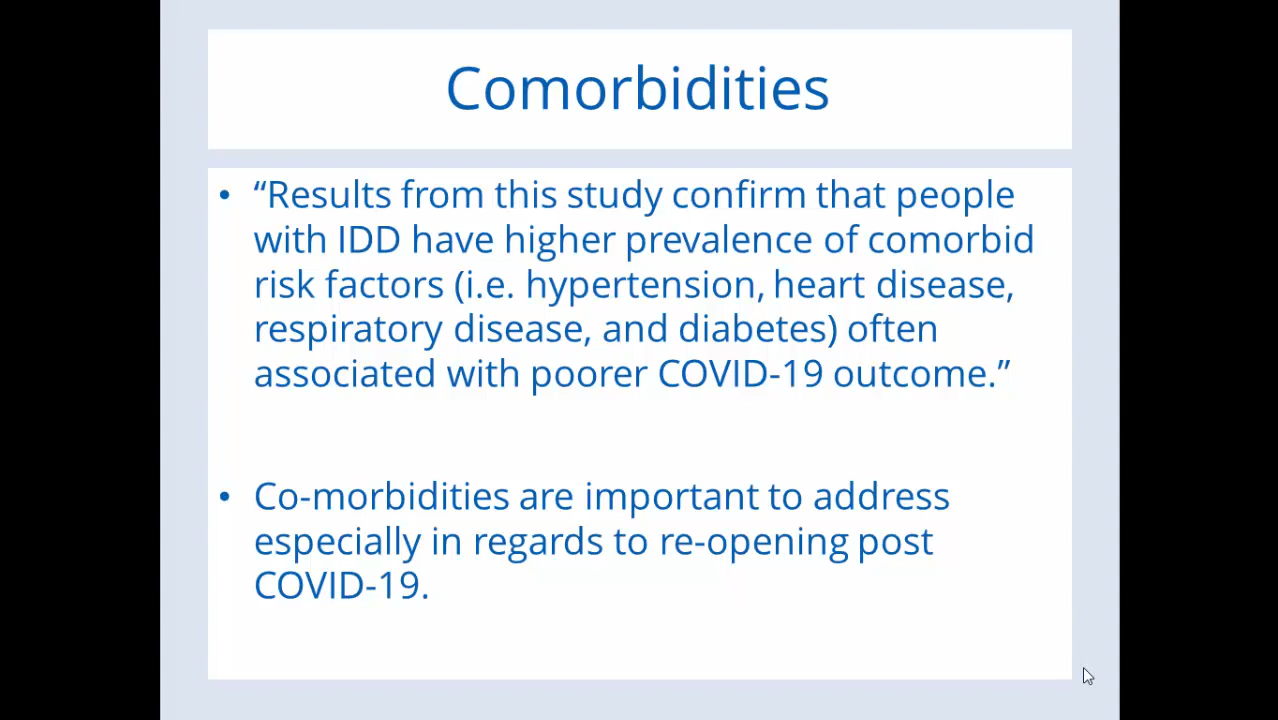 Comorbidities
• “Results from this study confirm that people
with IDD have higher prevalence of comorbid
risk factors (i.e. hypertension, heart disease,
respiratory disease, and diabetes) often
associated with poorer COVID-19 outcome.”
• Co-morbidities are important to address
especially in regards to re-opening post
COVID-19.